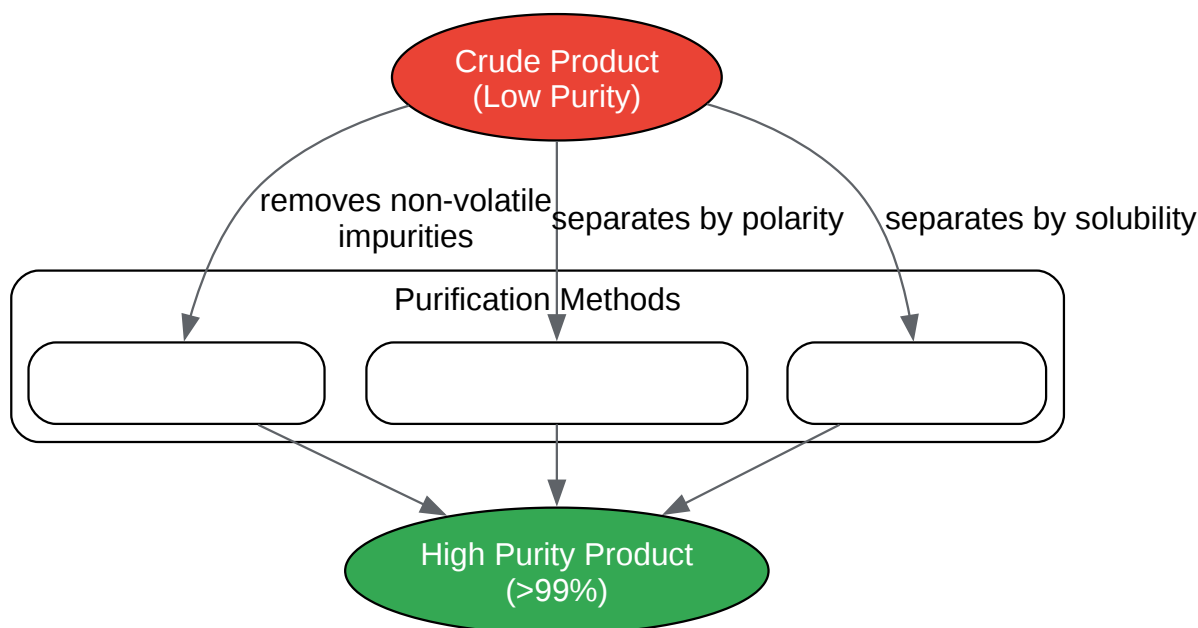 Crude Product
(Low Purity)
removes non-volatile
impurities
separates by polarity
separates by solubility
Purification Methods
High Purity Product
(>99%)